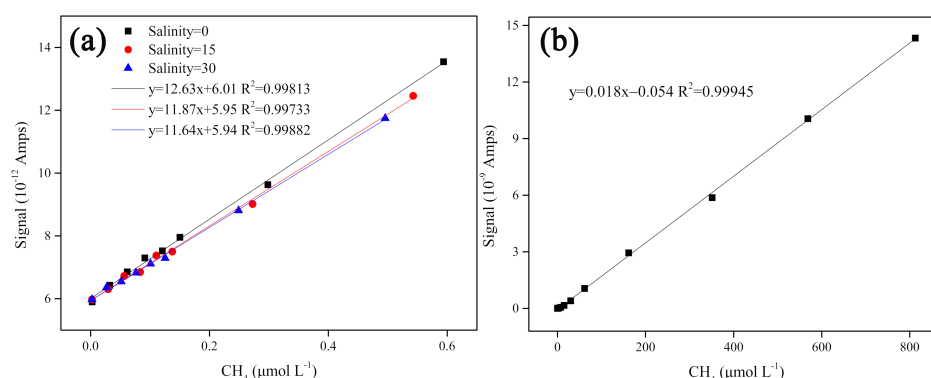 (a)
Salinity=0
Salinity=15
Salinity=30
y=12.63x+6.01 R²=0.99813
y=11.87x+5.95 R²=0.99733
y=11.64x+5.94 R²=0.99882
14
12
10
8
6
Signal (10⁻¹² Amps)
0.0 0.2 0.4 0.6
CH₄ (μmol L⁻¹)
(b)
y=0.018x−0.054 R²=0.99945
15
12
9
6
3
0
Signal (10⁻⁹ Amps)
0 200 400 600 800
CH₄ (μmol L⁻¹)